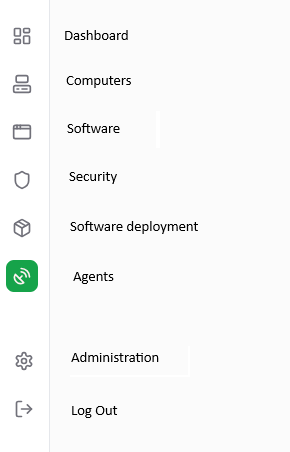 Dashboard
Computers
Software
Security
Software deployment
Agents
Administration
Log Out